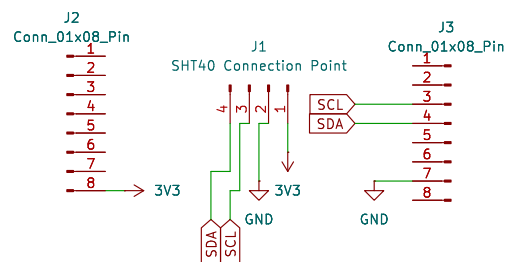 J2
Conn_01x08_Pin
1
2
3
4
5
6
7
8
3V3
J1
SHT40 Connection Point
4
3
2
1
SDA
SCL
GND
3V3
J3
Conn_01x08_Pin
1
2
3
4
5
6
7
8
SCL
SDA
GND